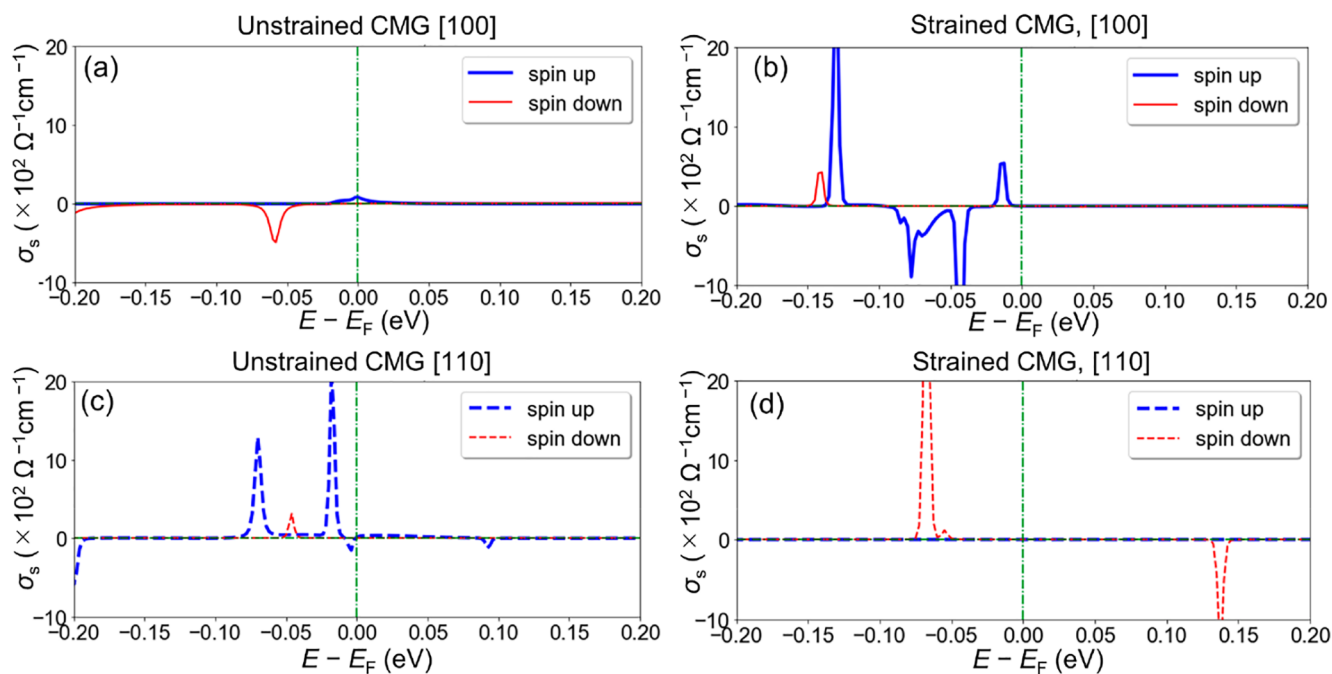 Unstrained CMG [100]
(a)
spin up
spin down
20
10
0
−10
σs (× 10² Ω⁻¹cm⁻¹)
−0.20 −0.15 −0.10 −0.05 0.00 0.05 0.10 0.15 0.20
E − EF (eV)
Strained CMG, [100]
(b)
spin up
spin down
20
10
0
−10
σs (× 10² Ω⁻¹cm⁻¹)
−0.20 −0.15 −0.10 −0.05 0.00 0.05 0.10 0.15 0.20
E − EF (eV)
Unstrained CMG [110]
(c)
spin up
spin down
20
10
0
−10
σs (× 10² Ω⁻¹cm⁻¹)
−0.20 −0.15 −0.10 −0.05 0.00 0.05 0.10 0.15 0.20
E − EF (eV)
Strained CMG, [110]
(d)
spin up
spin down
20
10
0
−10
σs (× 10² Ω⁻¹cm⁻¹)
−0.20 −0.15 −0.10 −0.05 0.00 0.05 0.10 0.15 0.20
E − EF (eV)